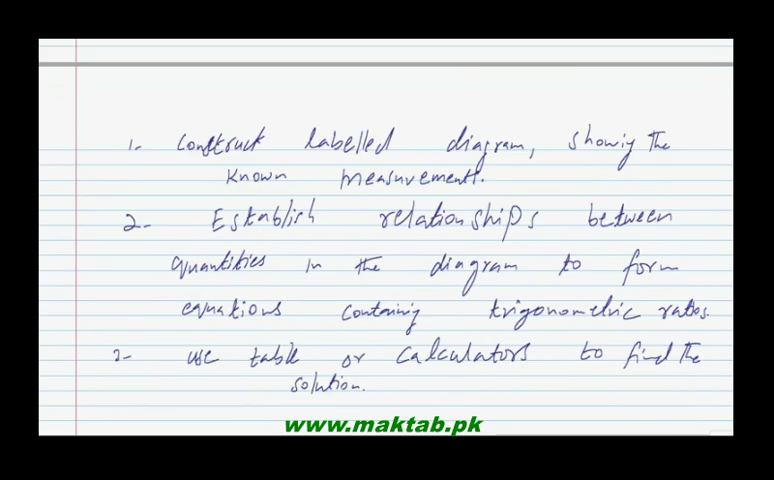 1- construct labelled diagram, showing the
known measurement.
2- Establish relationships between
quantities in the diagram to form
equations containing trigonometric ratios.
3- use table or calculators to find the
solution.
www.maktab.pk